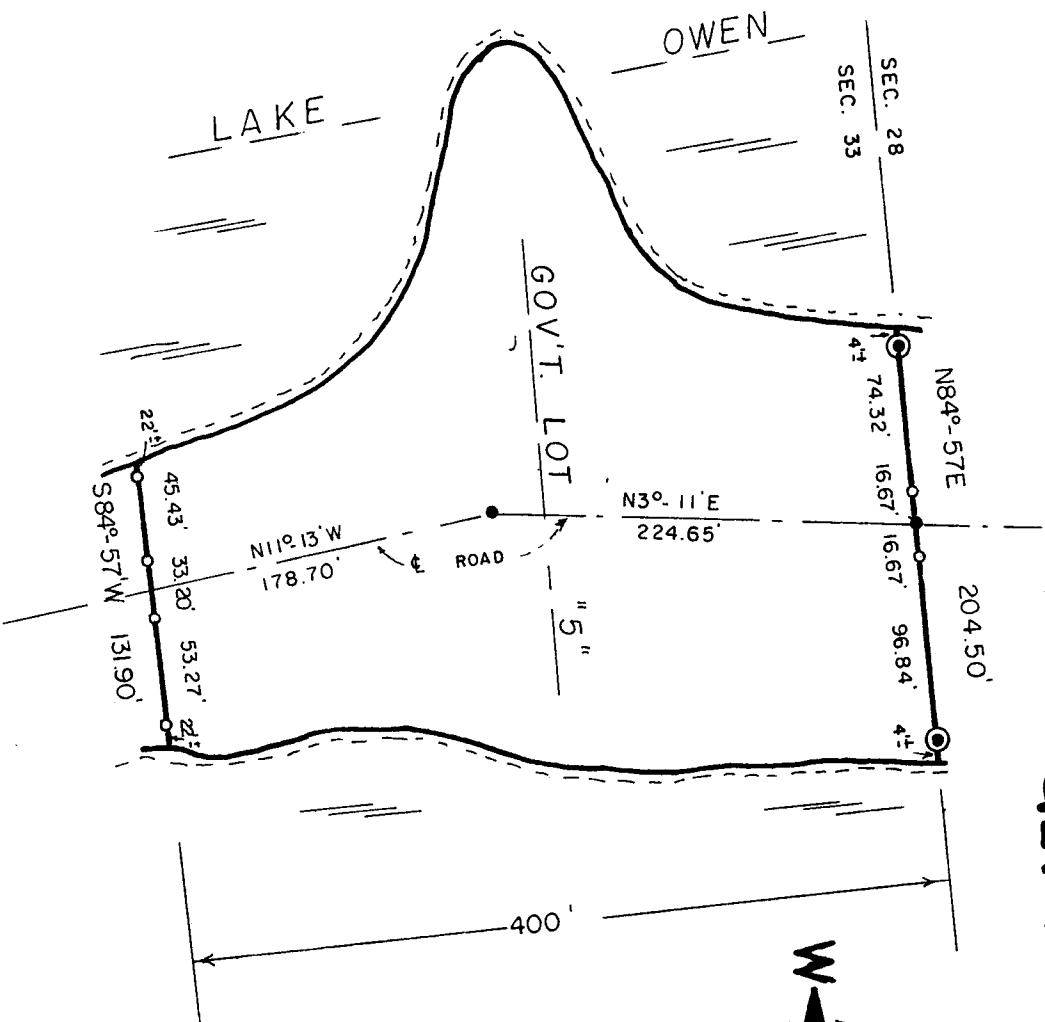 LAKE OWEN
SEC. 28
SEC. 33
GOV'T. LOT
"5"
N84°-57E
204.50'
4'±
74.32'
16.67'
16.67'
96.84'
4'±
N3°-11'E
224.65'
℄ ROAD
N11°-13'W
178.70'
22'±
45.43'
33.20'
53.27'
22'±
S84°-57'W 131.90'
400'
W